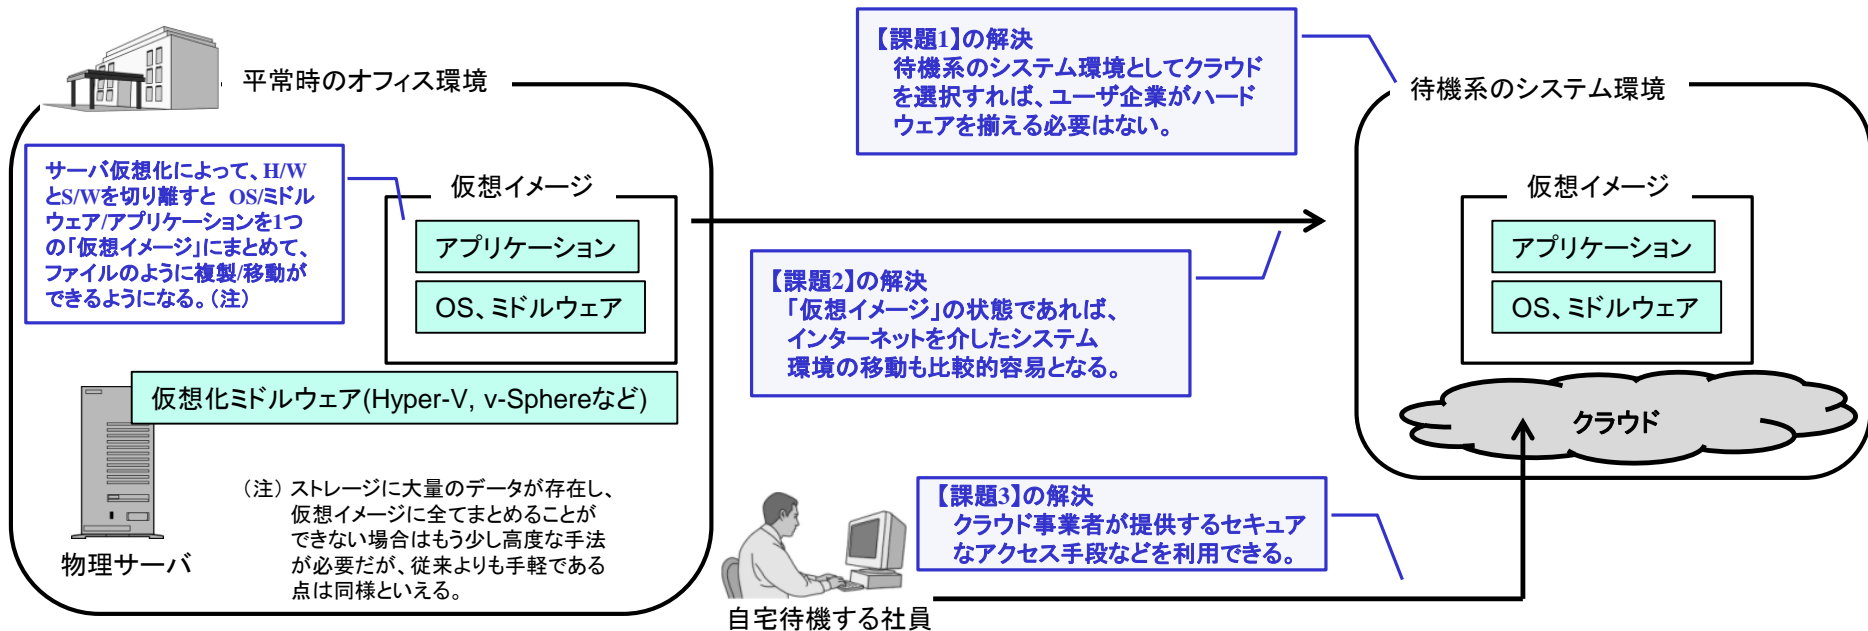 平常時のオフィス環境
サーバ仮想化によって、H/W
とS/Wを切り離すと OS/ミドル
ウェア/アプリケーションを1つ
の「仮想イメージ」にまとめて、
ファイルのように複製/移動が
できるようになる。（注）
仮想イメージ
アプリケーション
OS、ミドルウェア
仮想化ミドルウェア(Hyper-V, v-Sphereなど)
物理サーバ
（注） ストレージに大量のデータが存在し、
仮想イメージに全てまとめることが
できない場合はもう少し高度な手法
が必要だが、従来よりも手軽である
点は同様といえる。
【課題1】の解決
待機系のシステム環境としてクラウド
を選択すれば、ユーザ企業がハード
ウェアを揃える必要はない。
【課題2】の解決
「仮想イメージ」の状態であれば、
インターネットを介したシステム
環境の移動も比較的容易となる。
【課題3】の解決
クラウド事業者が提供するセキュア
なアクセス手段などを利用できる。
自宅待機する社員
待機系のシステム環境
仮想イメージ
アプリケーション
OS、ミドルウェア
クラウド